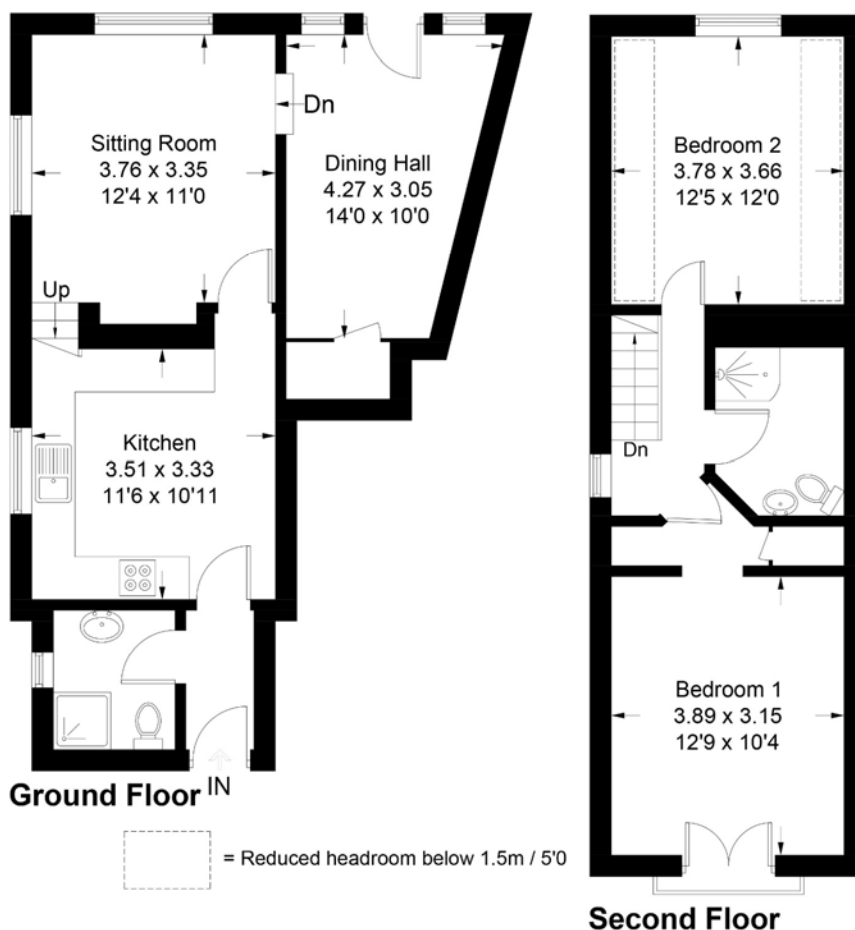 Sitting Room
3.76 x 3.35
12'4 x 11'0
Dn
Dining Hall
4.27 x 3.05
14'0 x 10'0
Up
Kitchen
3.51 x 3.33
11'6 x 10'11
IN
Ground Floor
= Reduced headroom below 1.5m / 5'0
Bedroom 2
3.78 x 3.66
12'5 x 12'0
Dn
Bedroom 1
3.89 x 3.15
12'9 x 10'4
Second Floor